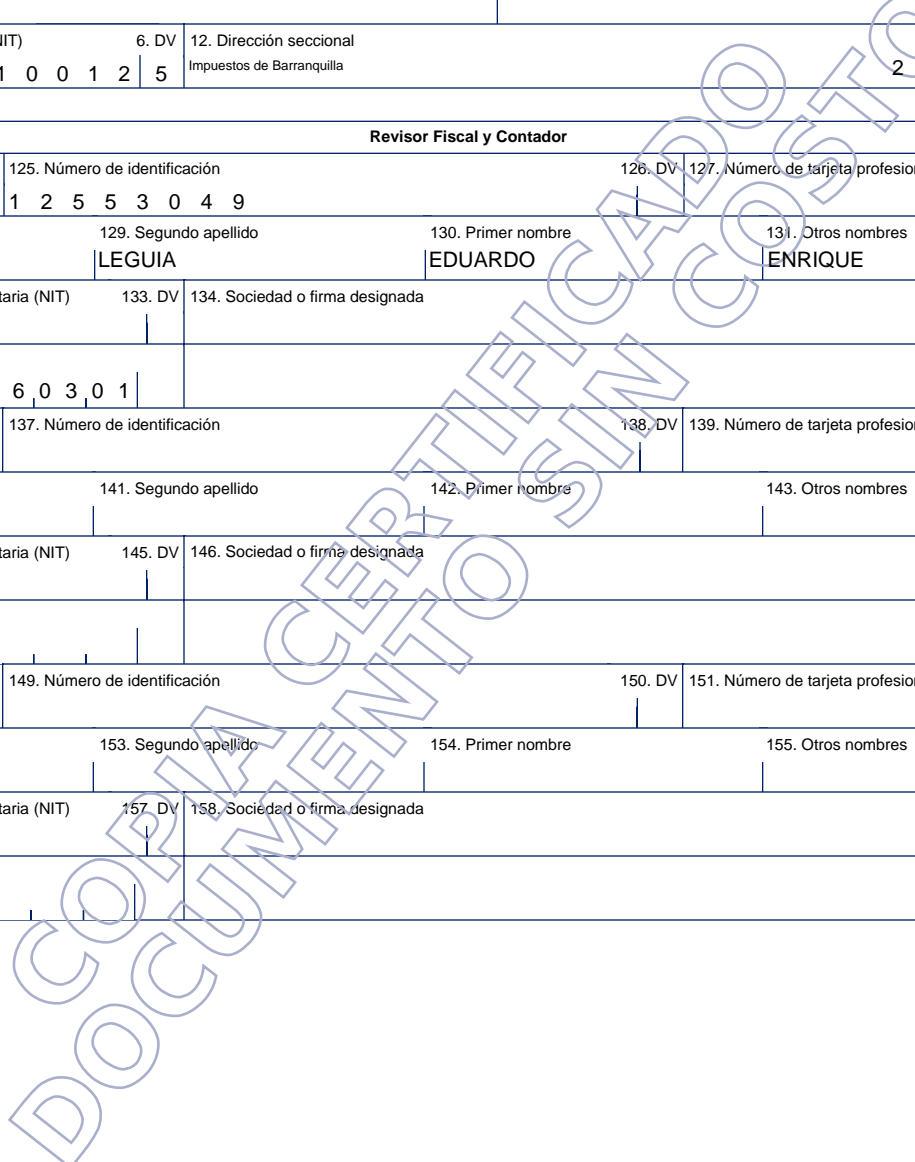 IIT) 6. DV 12. Dirección seccional
1 0 0 1 2 5 Impuestos de Barranquilla 2
Revisor Fiscal y Contador
125. Número de identificación 126. DV 127. Número de tarjeta profesion
1 2 5 5 3 0 4 9
129. Segundo apellido 130. Primer nombre 131. Otros nombres
LEGUIA EDUARDO ENRIQUE
taria (NIT) 133. DV 134. Sociedad o firma designada
6 0 3 0 1
137. Número de identificación 138. DV 139. Número de tarjeta profesion
141. Segundo apellido 142. Primer nombre 143. Otros nombres
taria (NIT) 145. DV 146. Sociedad o firma designada
149. Número de identificación 150. DV 151. Número de tarjeta profesion
153. Segundo apellido 154. Primer nombre 155. Otros nombres
taria (NIT) 157. DV 158. Sociedad o firma designada
COPIA CERTIFICADO
DOCUMENTO SIN COSTO